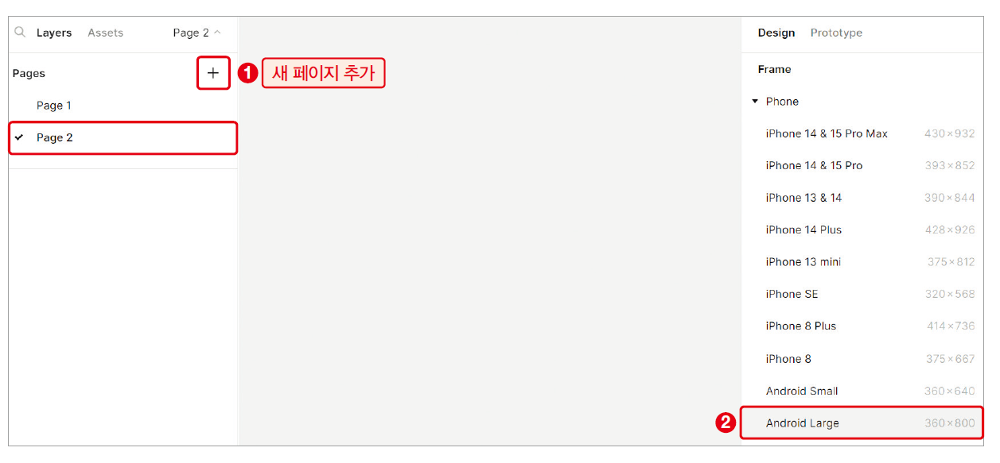 Layers Assets Page 2
Pages
❶ 새 페이지 추가
Page 1
Page 2
Design Prototype
Frame
Phone
iPhone 14 & 15 Pro Max 430×932
iPhone 14 & 15 Pro 393×852
iPhone 13 & 14 390×844
iPhone 14 Plus 428×926
iPhone 13 mini 375×812
iPhone SE 320×568
iPhone 8 Plus 414×736
iPhone 8 375×667
Android Small 360×640
❷ Android Large 360×800